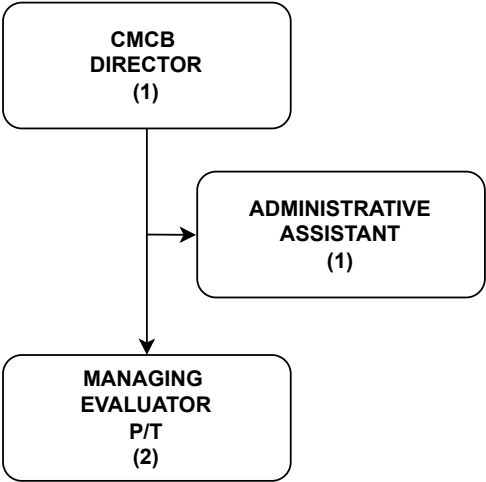 CMCB
DIRECTOR
(1)
ADMINISTRATIVE
ASSISTANT
(1)
MANAGING
EVALUATOR
P/T
(2)